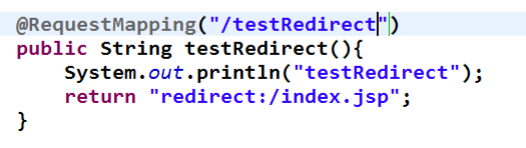 @RequestMapping("/testRedirect")
public String testRedirect(){
System.out.println("testRedirect");
return "redirect:/index.jsp";
}